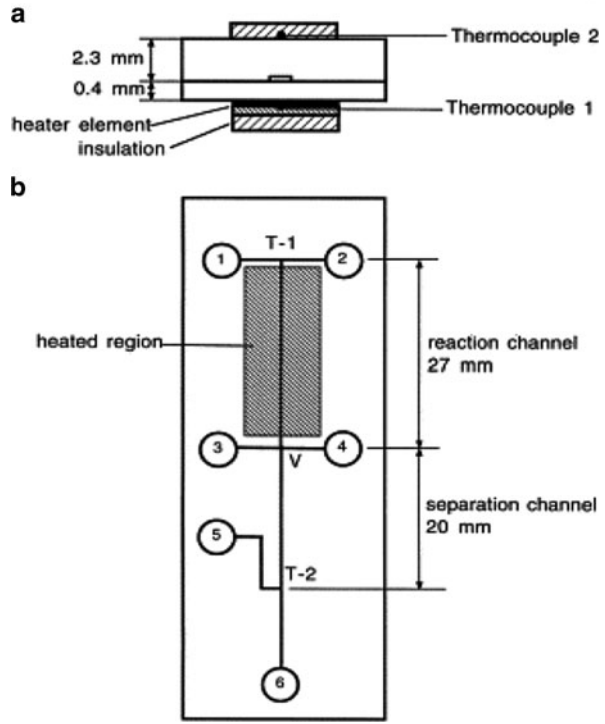 a
Thermocouple 2
2.3 mm
0.4 mm
Thermocouple 1
heater element
insulation
b
T-1
1
2
heated region
reaction channel
27 mm
3
4
V
separation channel
20 mm
5
T-2
6